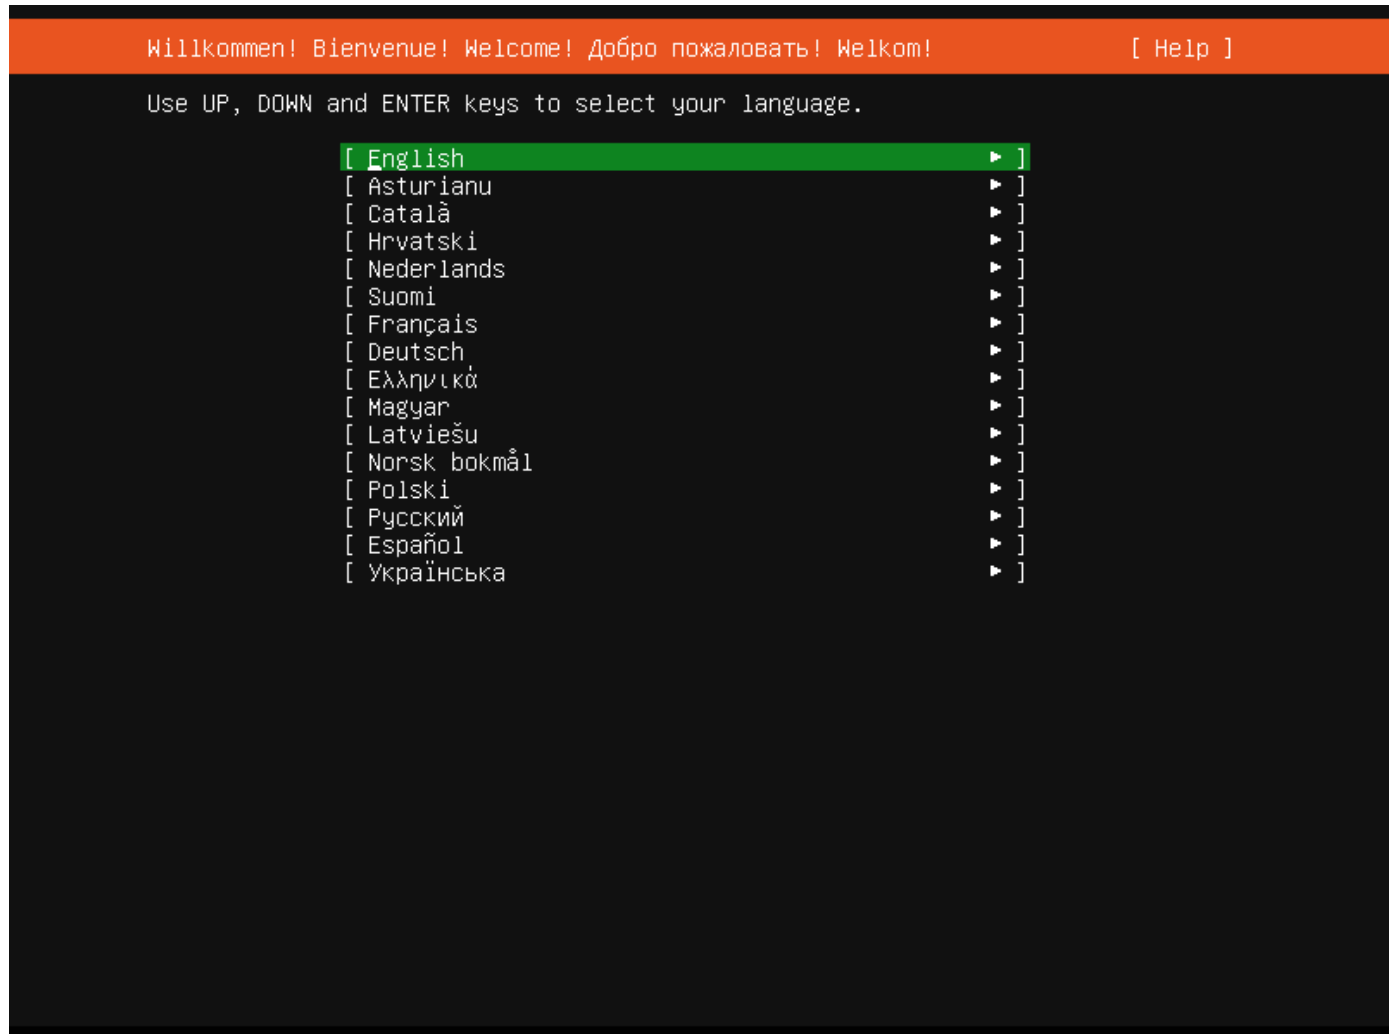 Willkommen! Bienvenue! Welcome! Добро пожаловать! Welkom! [ Help ]
Use UP, DOWN and ENTER keys to select your language.
[ English ► ]
[ Asturianu ► ]
[ Català ► ]
[ Hrvatski ► ]
[ Nederlands ► ]
[ Suomi ► ]
[ Français ► ]
[ Deutsch ► ]
[ Ελληνικά ► ]
[ Magyar ► ]
[ Latviešu ► ]
[ Norsk bokmål ► ]
[ Polski ► ]
[ Русский ► ]
[ Español ► ]
[ Українська ► ]